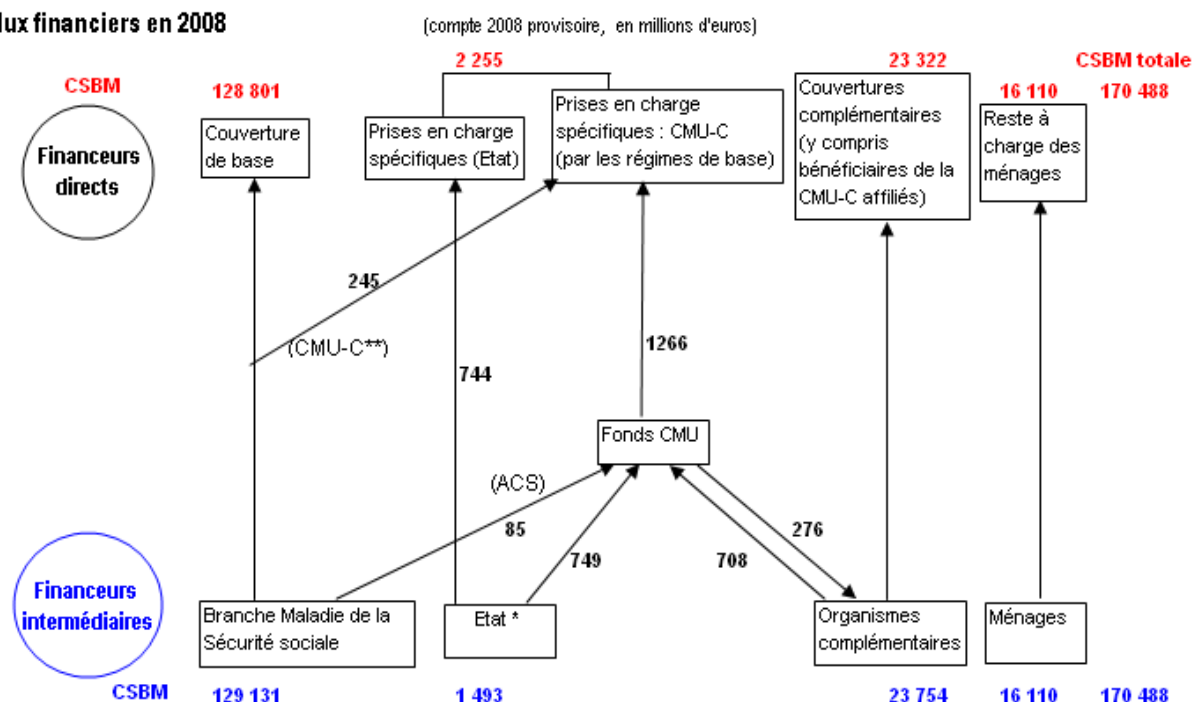 lux financiers en 2008
(compte 2008 provisoire, en millions d'euros)
CSBM
128 801
2 255
23 322
16 110
CSBM totale
170 488
Financeurs
directs
Couverture
de base
Prises en charge
spécifiques (Etat)
Prises en charge
spécifiques : CMU-C
(par les régimes de base)
Couvertures
complémentaires
(y compris
bénéficiaires de la
CMU-C affiliés)
Reste à
charge des
ménages
245
(CMU-C**)
744
1266
Fonds CMU
(ACS)
85
749
708
276
Financeurs
intermédiaires
Branche Maladie de la
Sécurité sociale
Etat *
Organismes
complémentaires
Ménages
CSBM
129 131
1 493
23 754
16 110
170 488